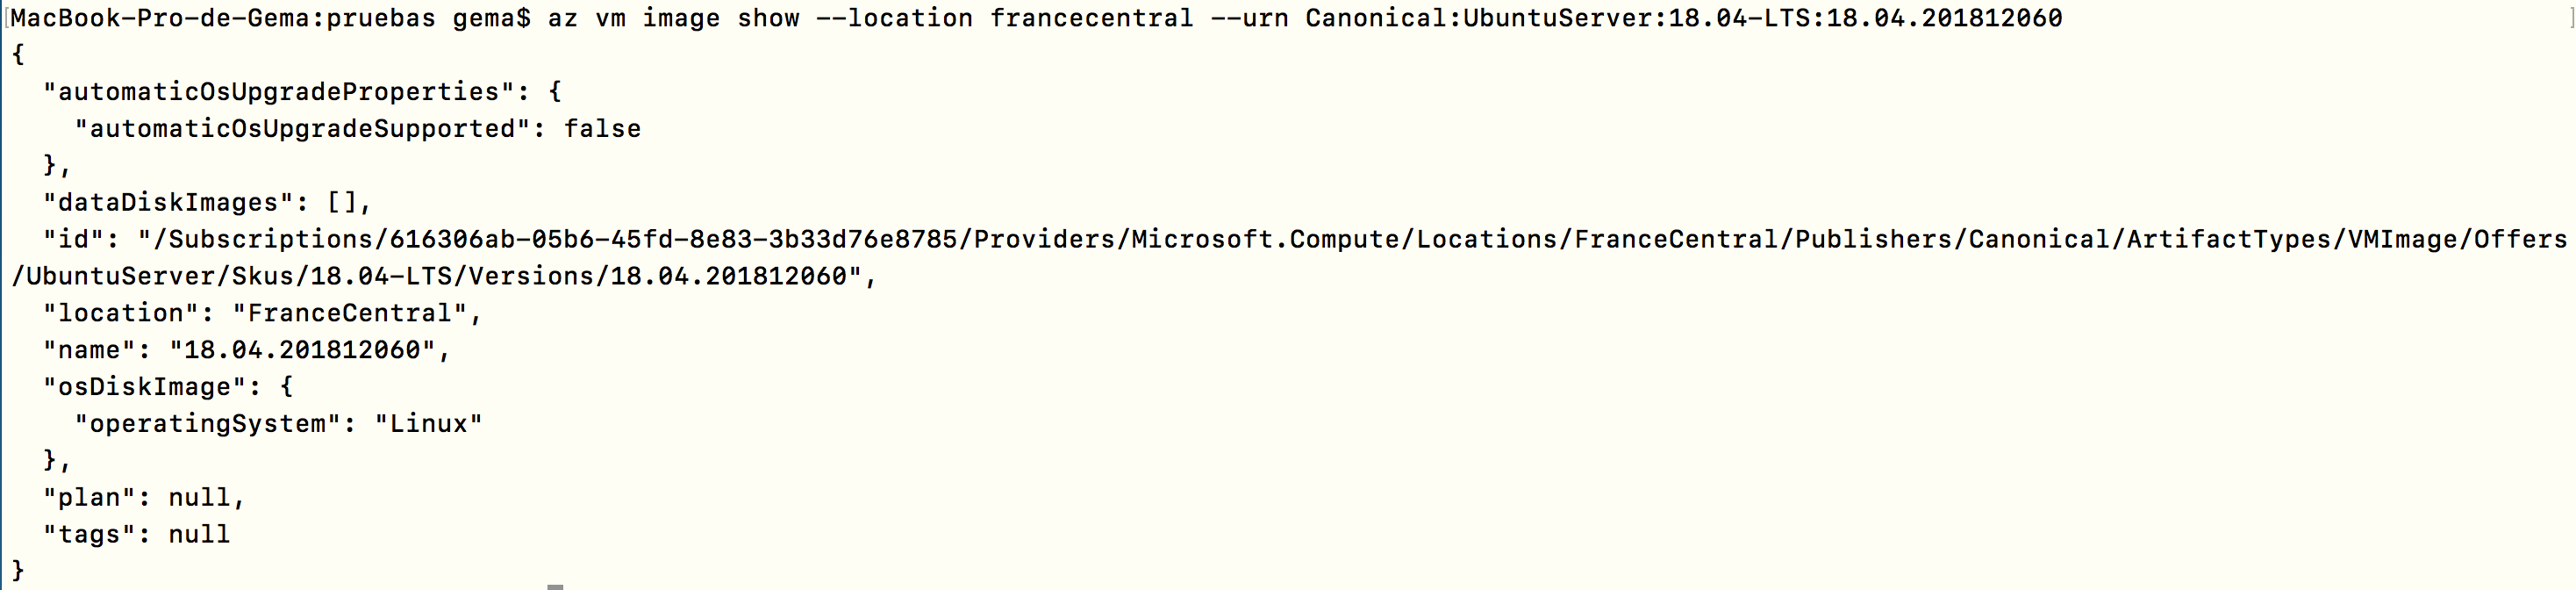 [MacBook-Pro-de-Gema:pruebas gema$ az vm image show --location francecentral --urn Canonical:UbuntuServer:18.04-LTS:18.04.201812060 ]
{
  "automaticOsUpgradeProperties": {
    "automaticOsUpgradeSupported": false
  },
  "dataDiskImages": [],
  "id": "/Subscriptions/616306ab-05b6-45fd-8e83-3b33d76e8785/Providers/Microsoft.Compute/Locations/FranceCentral/Publishers/Canonical/ArtifactTypes/VMImage/Offers
/UbuntuServer/Skus/18.04-LTS/Versions/18.04.201812060",
  "location": "FranceCentral",
  "name": "18.04.201812060",
  "osDiskImage": {
    "operatingSystem": "Linux"
  },
  "plan": null,
  "tags": null
}